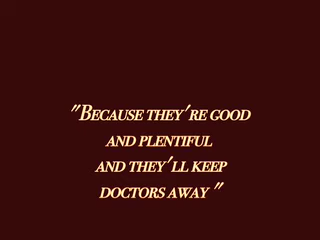 "Because they're good
and plentiful
and they'll keep
doctors away "